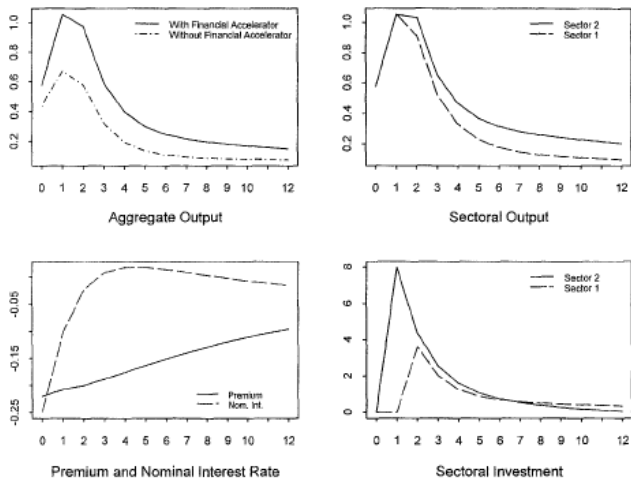 With Financial Accelerator
Without Financial Accelerator
1.0
0.8
0.6
0.4
0.2
0 1 2 3 4 5 6 7 8 9 10 12
Aggregate Output
Sector 2
Sector 1
1.0
0.8
0.6
0.4
0.2
0 1 2 3 4 5 6 7 8 9 10 12
Sectoral Output
-0.05
-0.15
-0.25
Premium
Nom. Int.
0 1 2 3 4 5 6 7 8 9 10 12
Premium and Nominal Interest Rate
Sector 2
Sector 1
8
6
4
2
0
0 1 2 3 4 5 6 7 8 9 10 12
Sectoral Investment